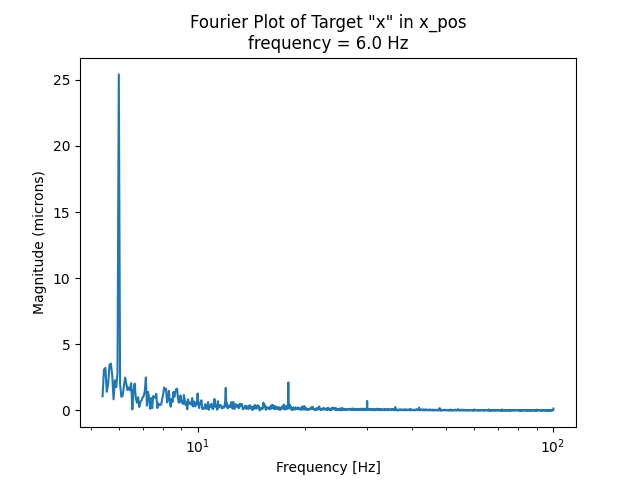 Fourier Plot of Target "x" in x_pos
frequency = 6.0 Hz
25
20
15
10
5
0
Magnitude (microns)
10¹
10²
Frequency [Hz]